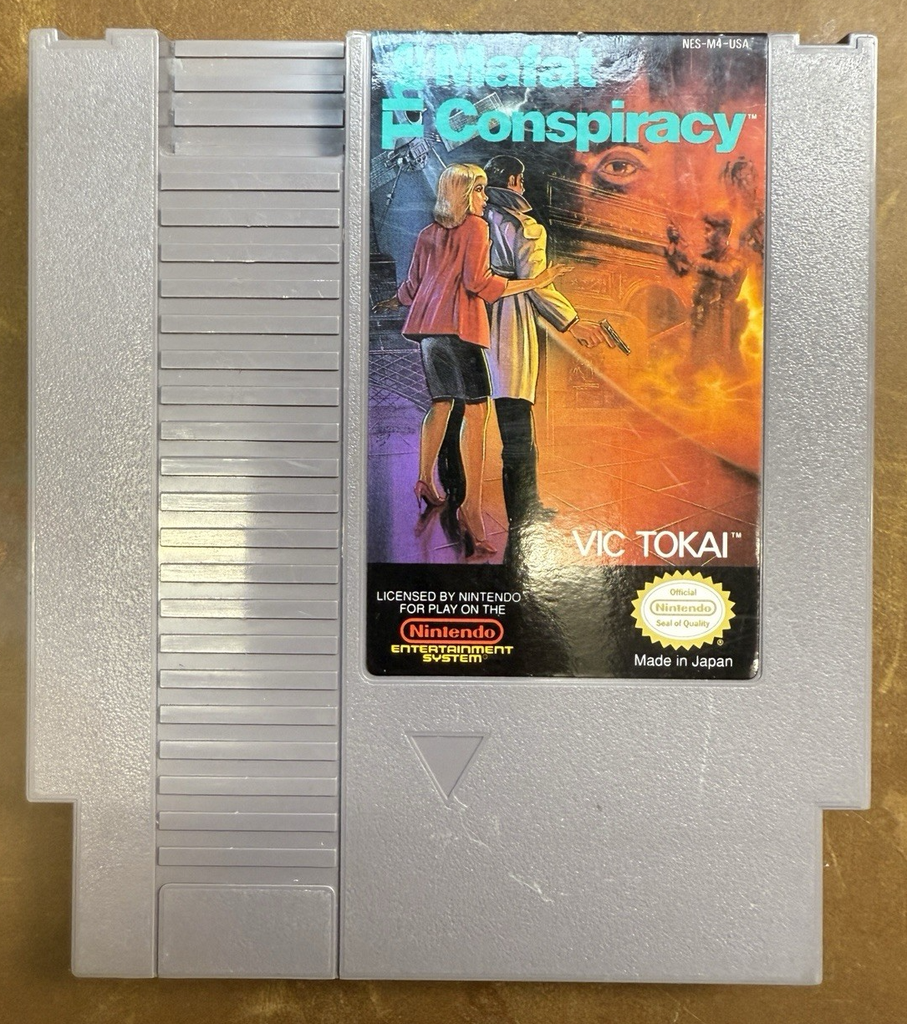 NES-M4-USA
The Mafat
Conspiracy™
VIC TOKAI™
LICENSED BY NINTENDO
FOR PLAY ON THE
Nintendo
ENTERTAINMENT
SYSTEM
Official
Nintendo
Seal of Quality
®
Made in Japan